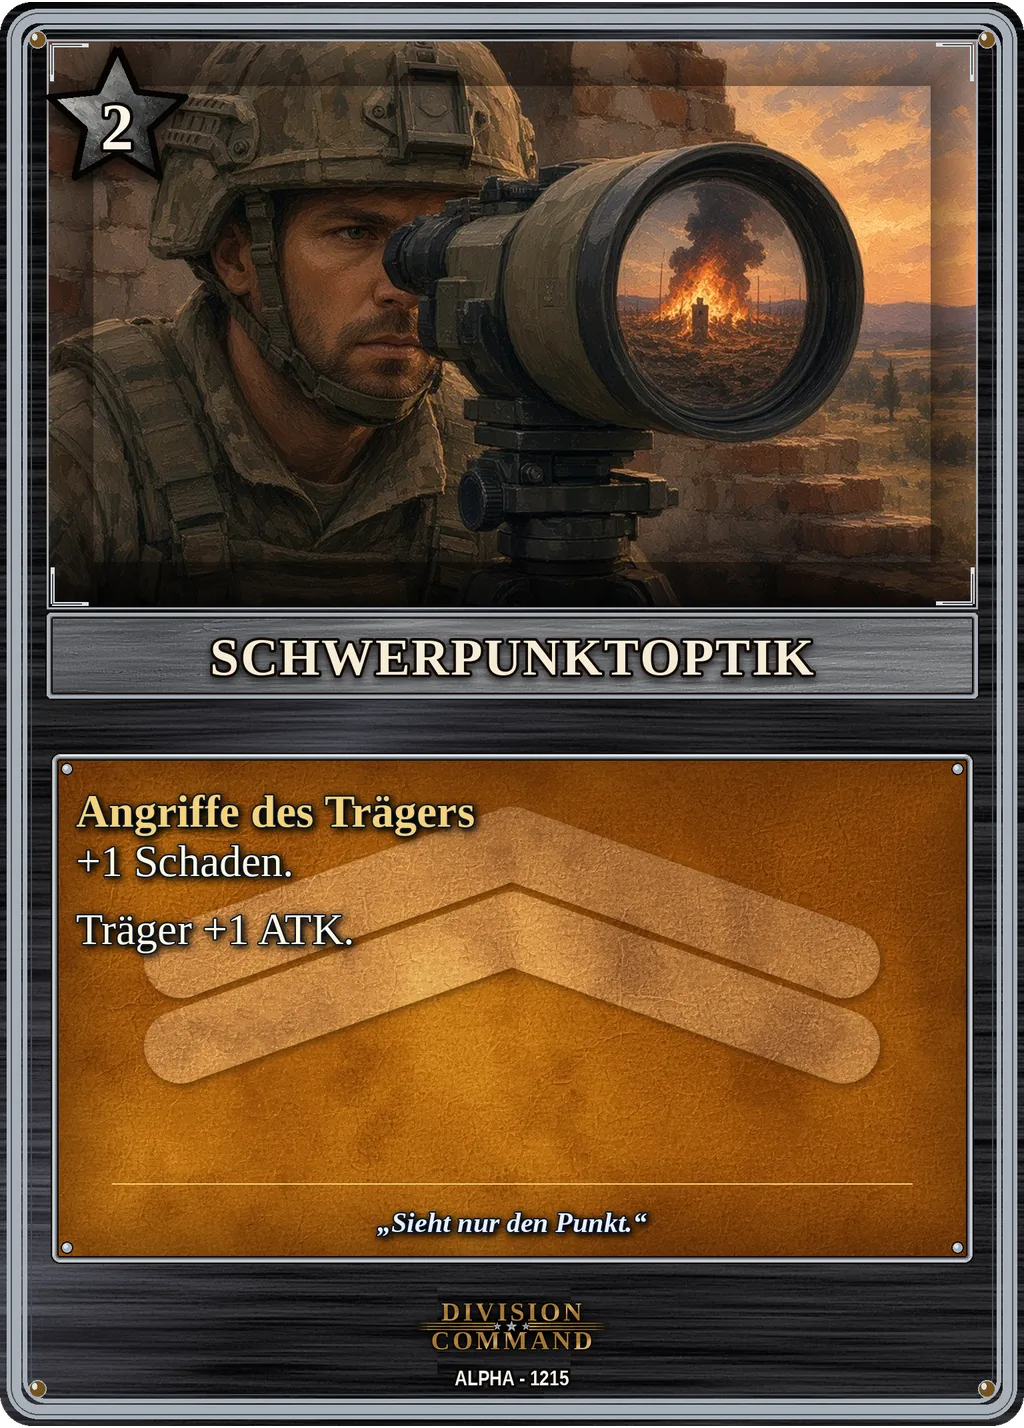 2
SCHWERPUNKTOPTIK
Angriffe des Trägers
+1 Schaden.
Träger +1 ATK.
„Sieht nur den Punkt.“
DIVISION
COMMAND
ALPHA - 1215